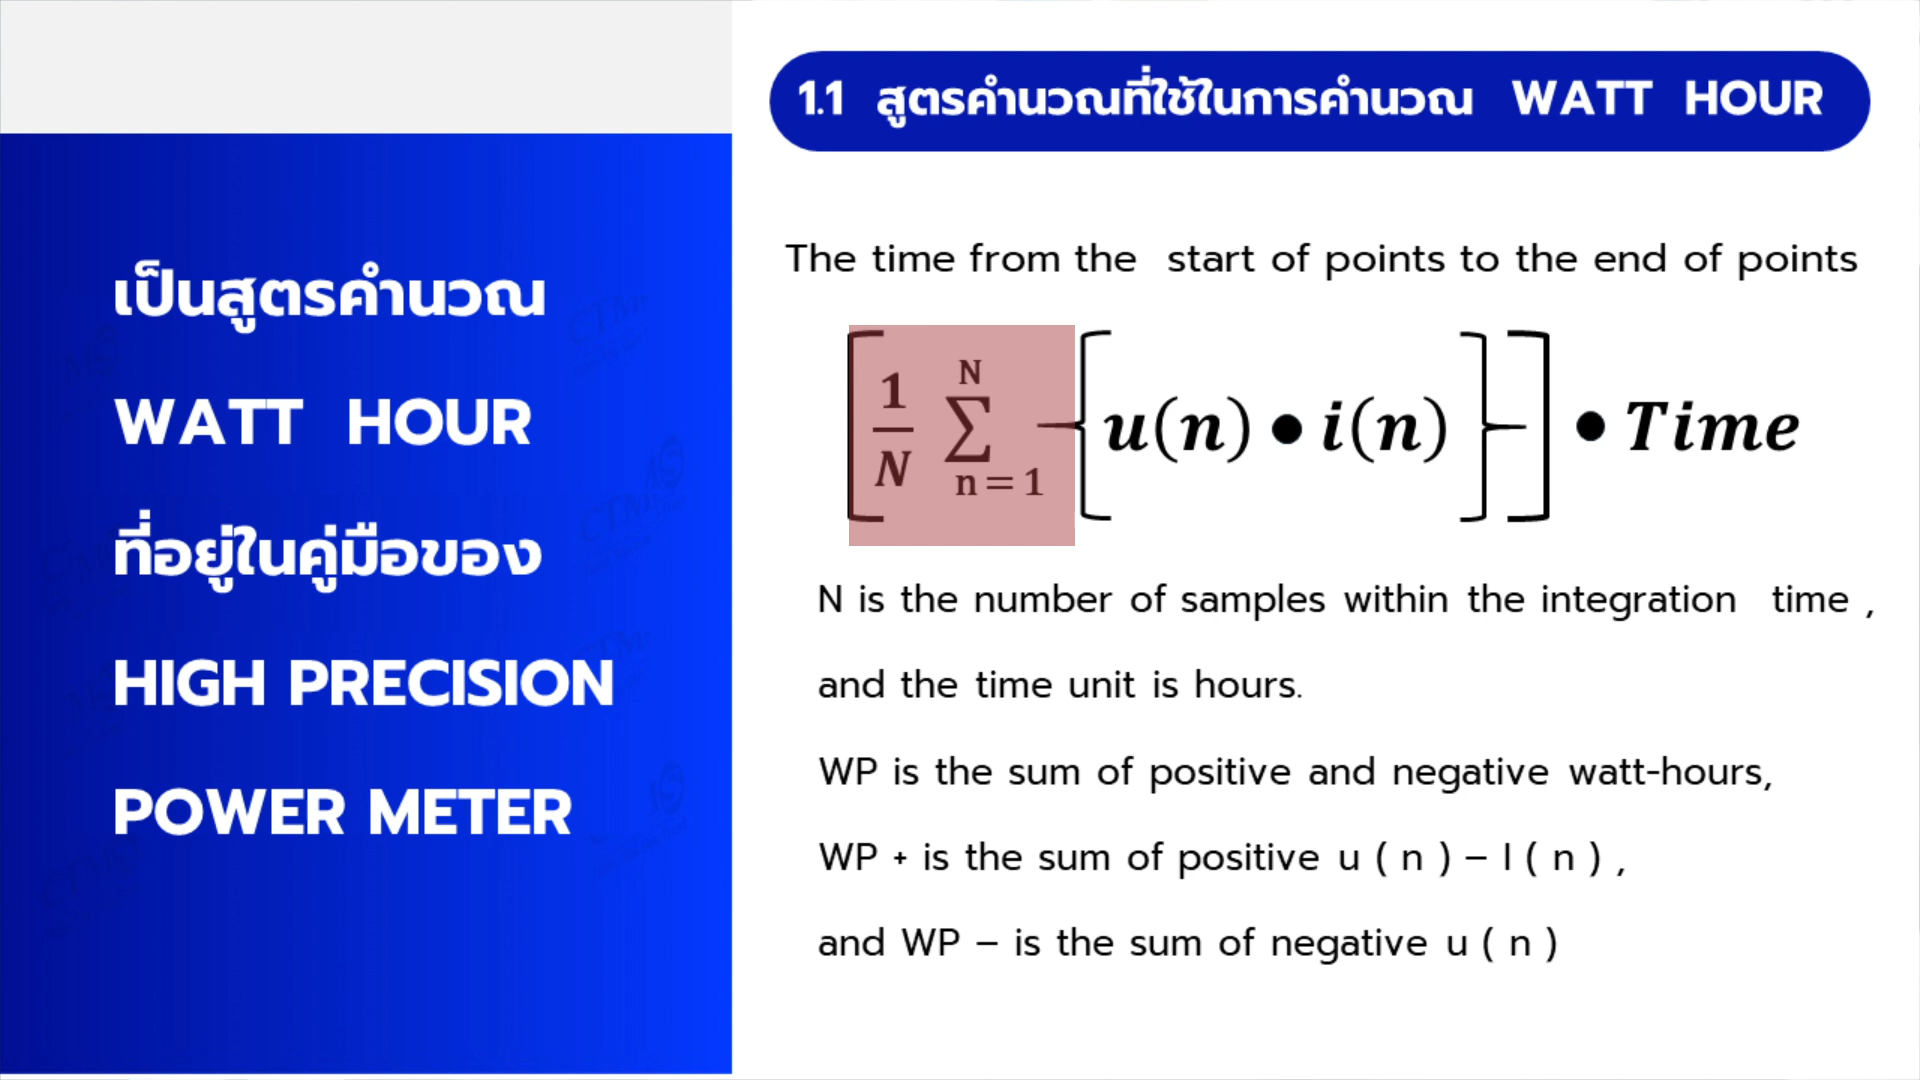 1.1 สูตรคำนวณที่ใช้ในการคำนวณ WATT HOUR
เป็นสูตรคำนวณ
WATT HOUR
ที่อยู่ในคู่มือของ
HIGH PRECISION
POWER METER
The time from the start of points to the end of points
[ 1/N ∑ N n = 1 { u(n) • i(n) } ] • Time
N is the number of samples within the integration time ,
and the time unit is hours.
WP is the sum of positive and negative watt-hours,
WP + is the sum of positive u ( n ) – I ( n ) ,
and WP – is the sum of negative u ( n )